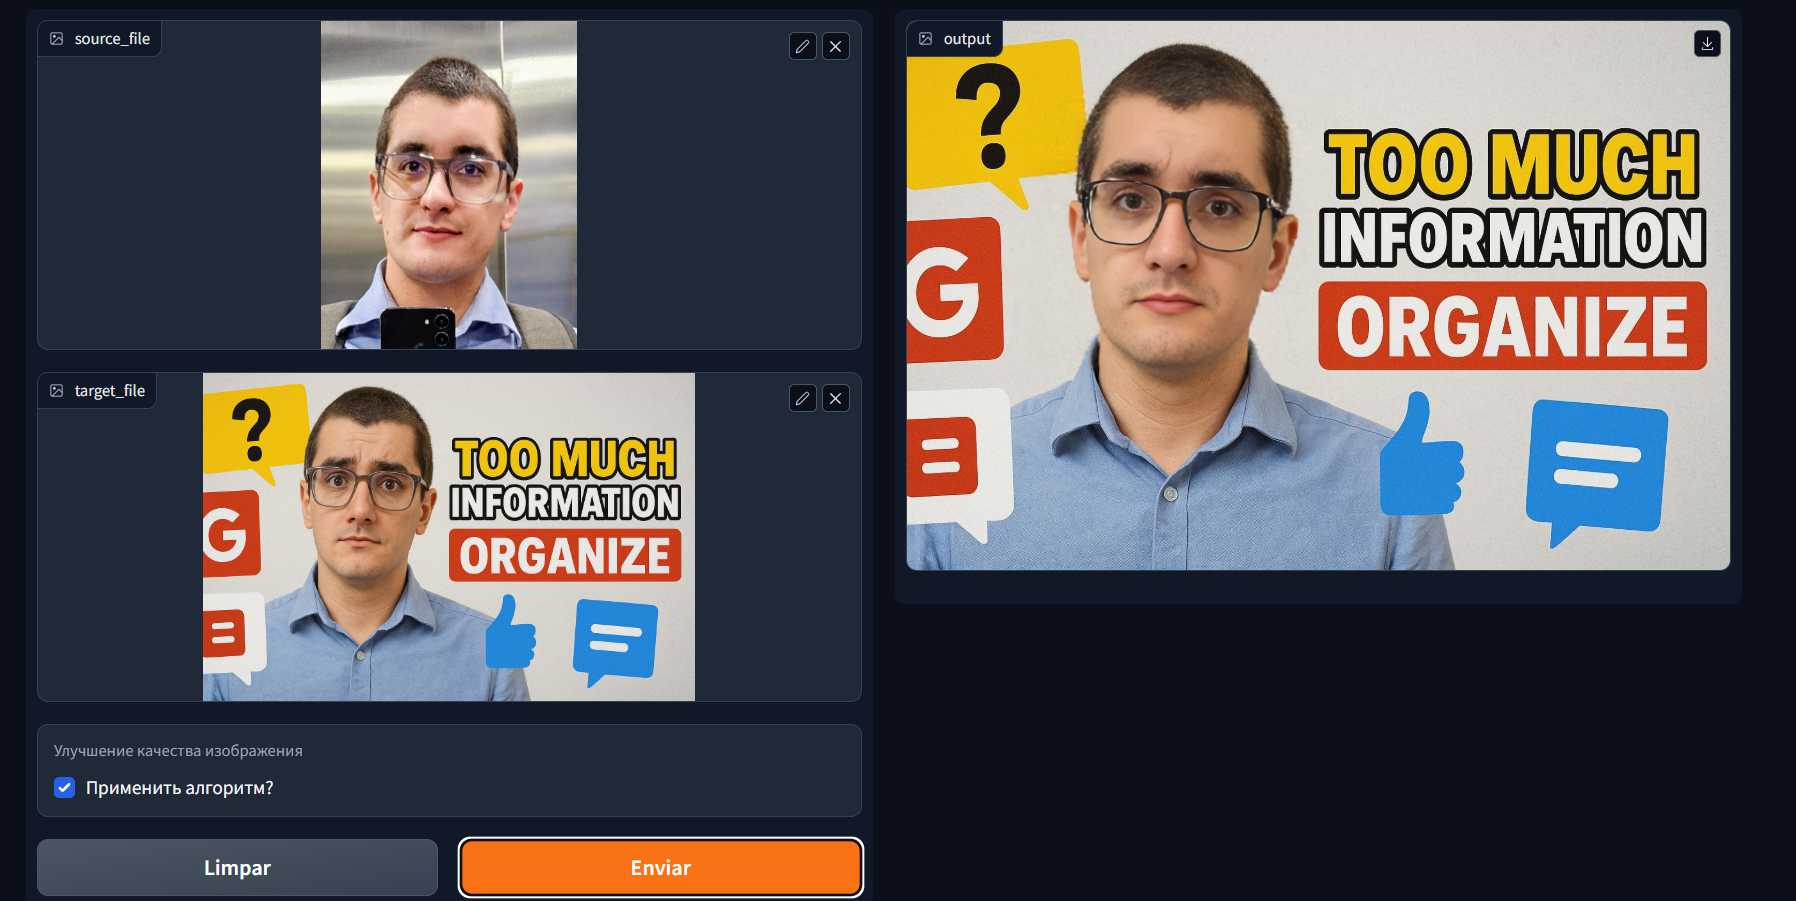 source_file
target_file
?
TOO MUCH
INFORMATION
G
ORGANIZE
Улучшение качества изображения
Применить алгоритм?
Limpar
Enviar
output
?
TOO MUCH
INFORMATION
G
ORGANIZE